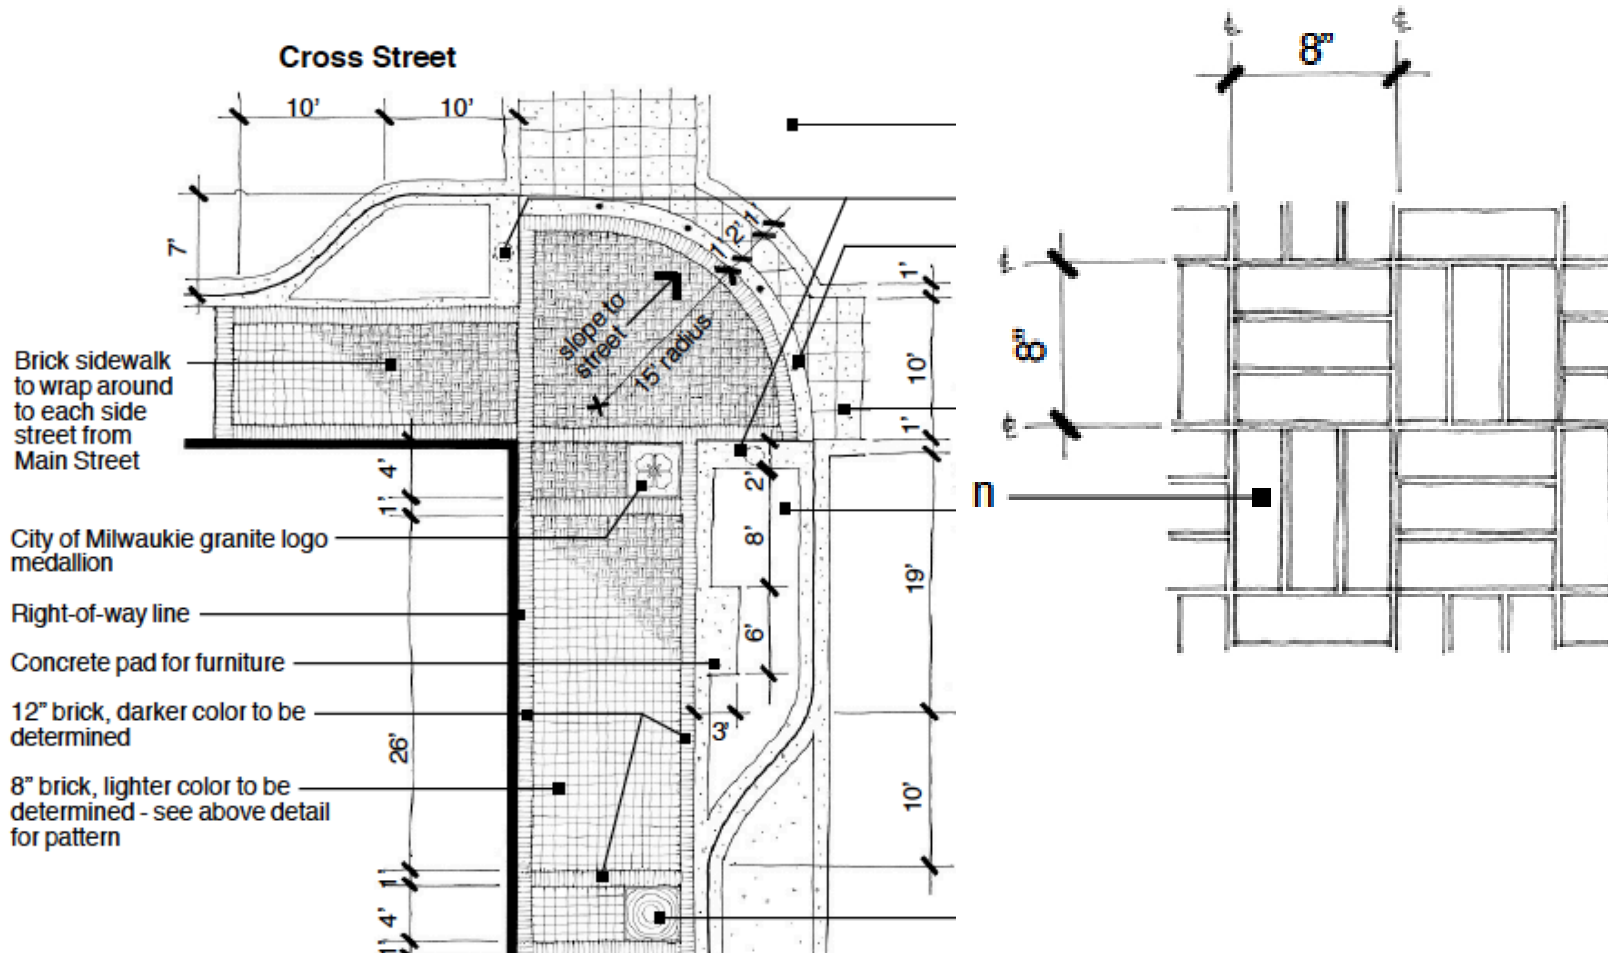 Cross Street
10’
10’
7’
1’
2’
1’
slope to
street
15’ radius
1’
10’
1’
Brick sidewalk
to wrap around
to each side
street from
Main Street
4’
1’
2’
8’
City of Milwaukie granite logo
medallion
19’
Right-of-way line
6’
Concrete pad for furniture
12” brick, darker color to be
determined
3’
26’
8” brick, lighter color to be
determined - see above detail
for pattern
10’
1’
4’
1’
8”
8”
n